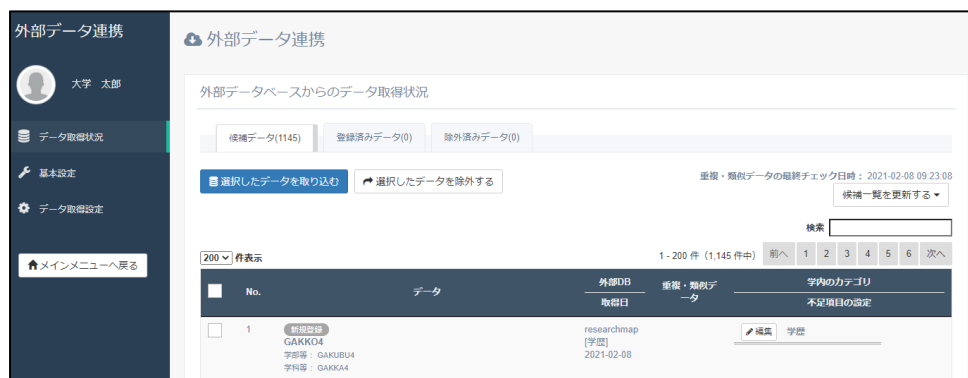 外部データ連携
大学 太郎
データ取得状況
基本設定
データ取得設定
メインメニューへ戻る
外部データ連携
外部データベースからのデータ取得状況
候補データ(1145) 登録済みデータ(0) 除外済みデータ(0)
選択したデータを取り込む 選択したデータを除外する
重複・類似データの最終チェック日時: 2021-02-08 09:23:08
候補一覧を更新する
検索
200 件表示
1 - 200 件 (1,145 件中) 前へ 1 2 3 4 5 6 次へ
No. データ 外部DB 取得日 重複・類似データ 学内のカテゴリ 不足項目の設定
1 新規登録 researchmap 編集 学歴
GAKKO4 [学歴]
学部等: GAKUBU4 2021-02-08
学科等: GAKKA4